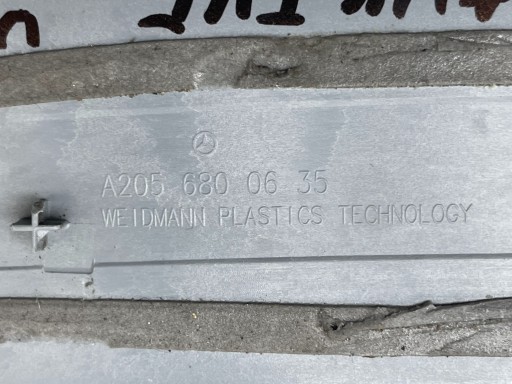 A205 680 06 35
WEIDMANN PLASTICS TECHNOLOGY